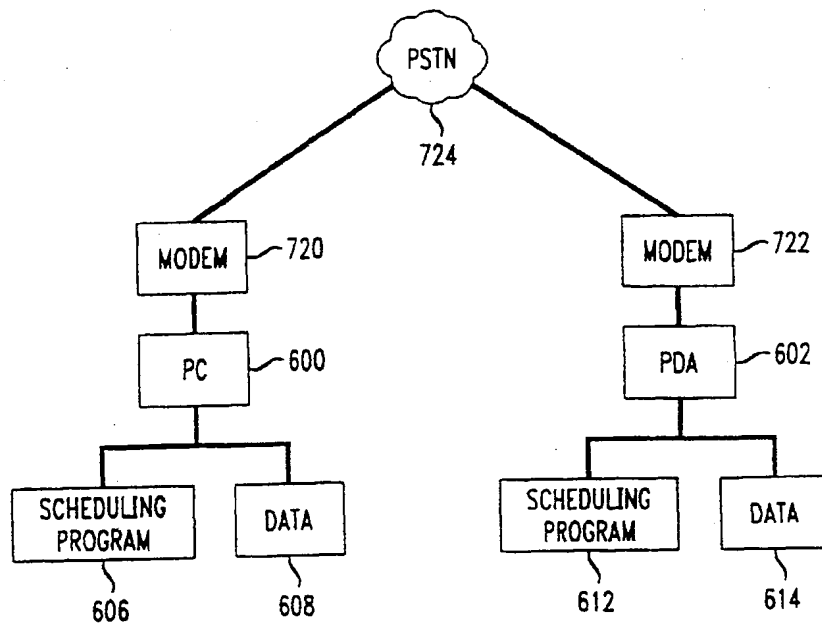 PSTN
724
MODEM
720
MODEM
722
PC
600
PDA
602
SCHEDULING
PROGRAM
DATA
SCHEDULING
PROGRAM
DATA
606
608
612
614